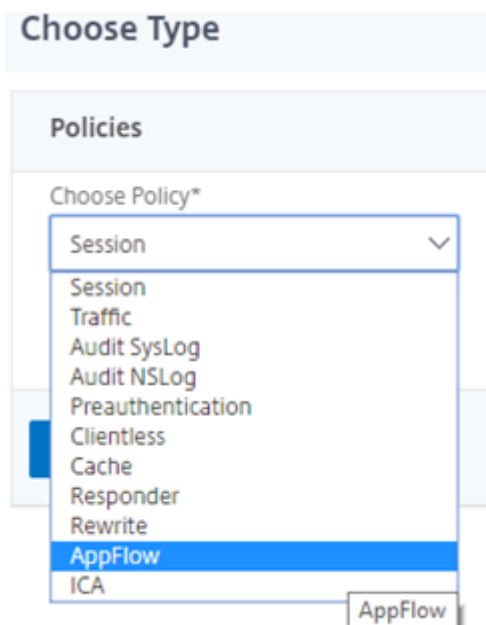 Choose Type
Policies
Choose Policy*
Session
Session
Traffic
Audit SysLog
Audit NSLog
Preauthentication
Clientless
Cache
Responder
Rewrite
AppFlow
ICA
AppFlow